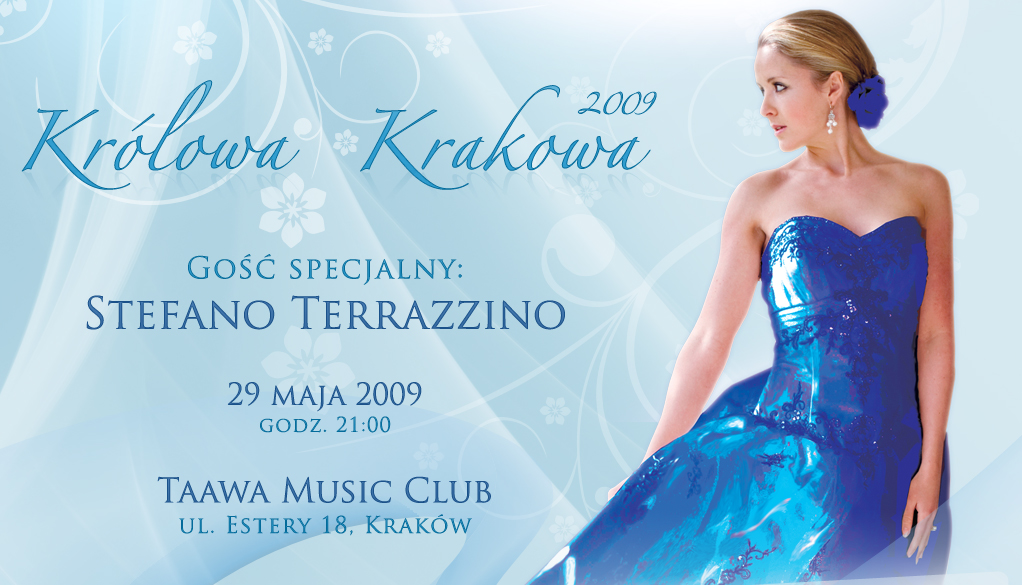 Królowa Krakowa 2009
Gość specjalny:
Stefano Terrazzino
29 maja 2009
godz. 21:00
Taawa Music Club
ul. Estery 18, Kraków